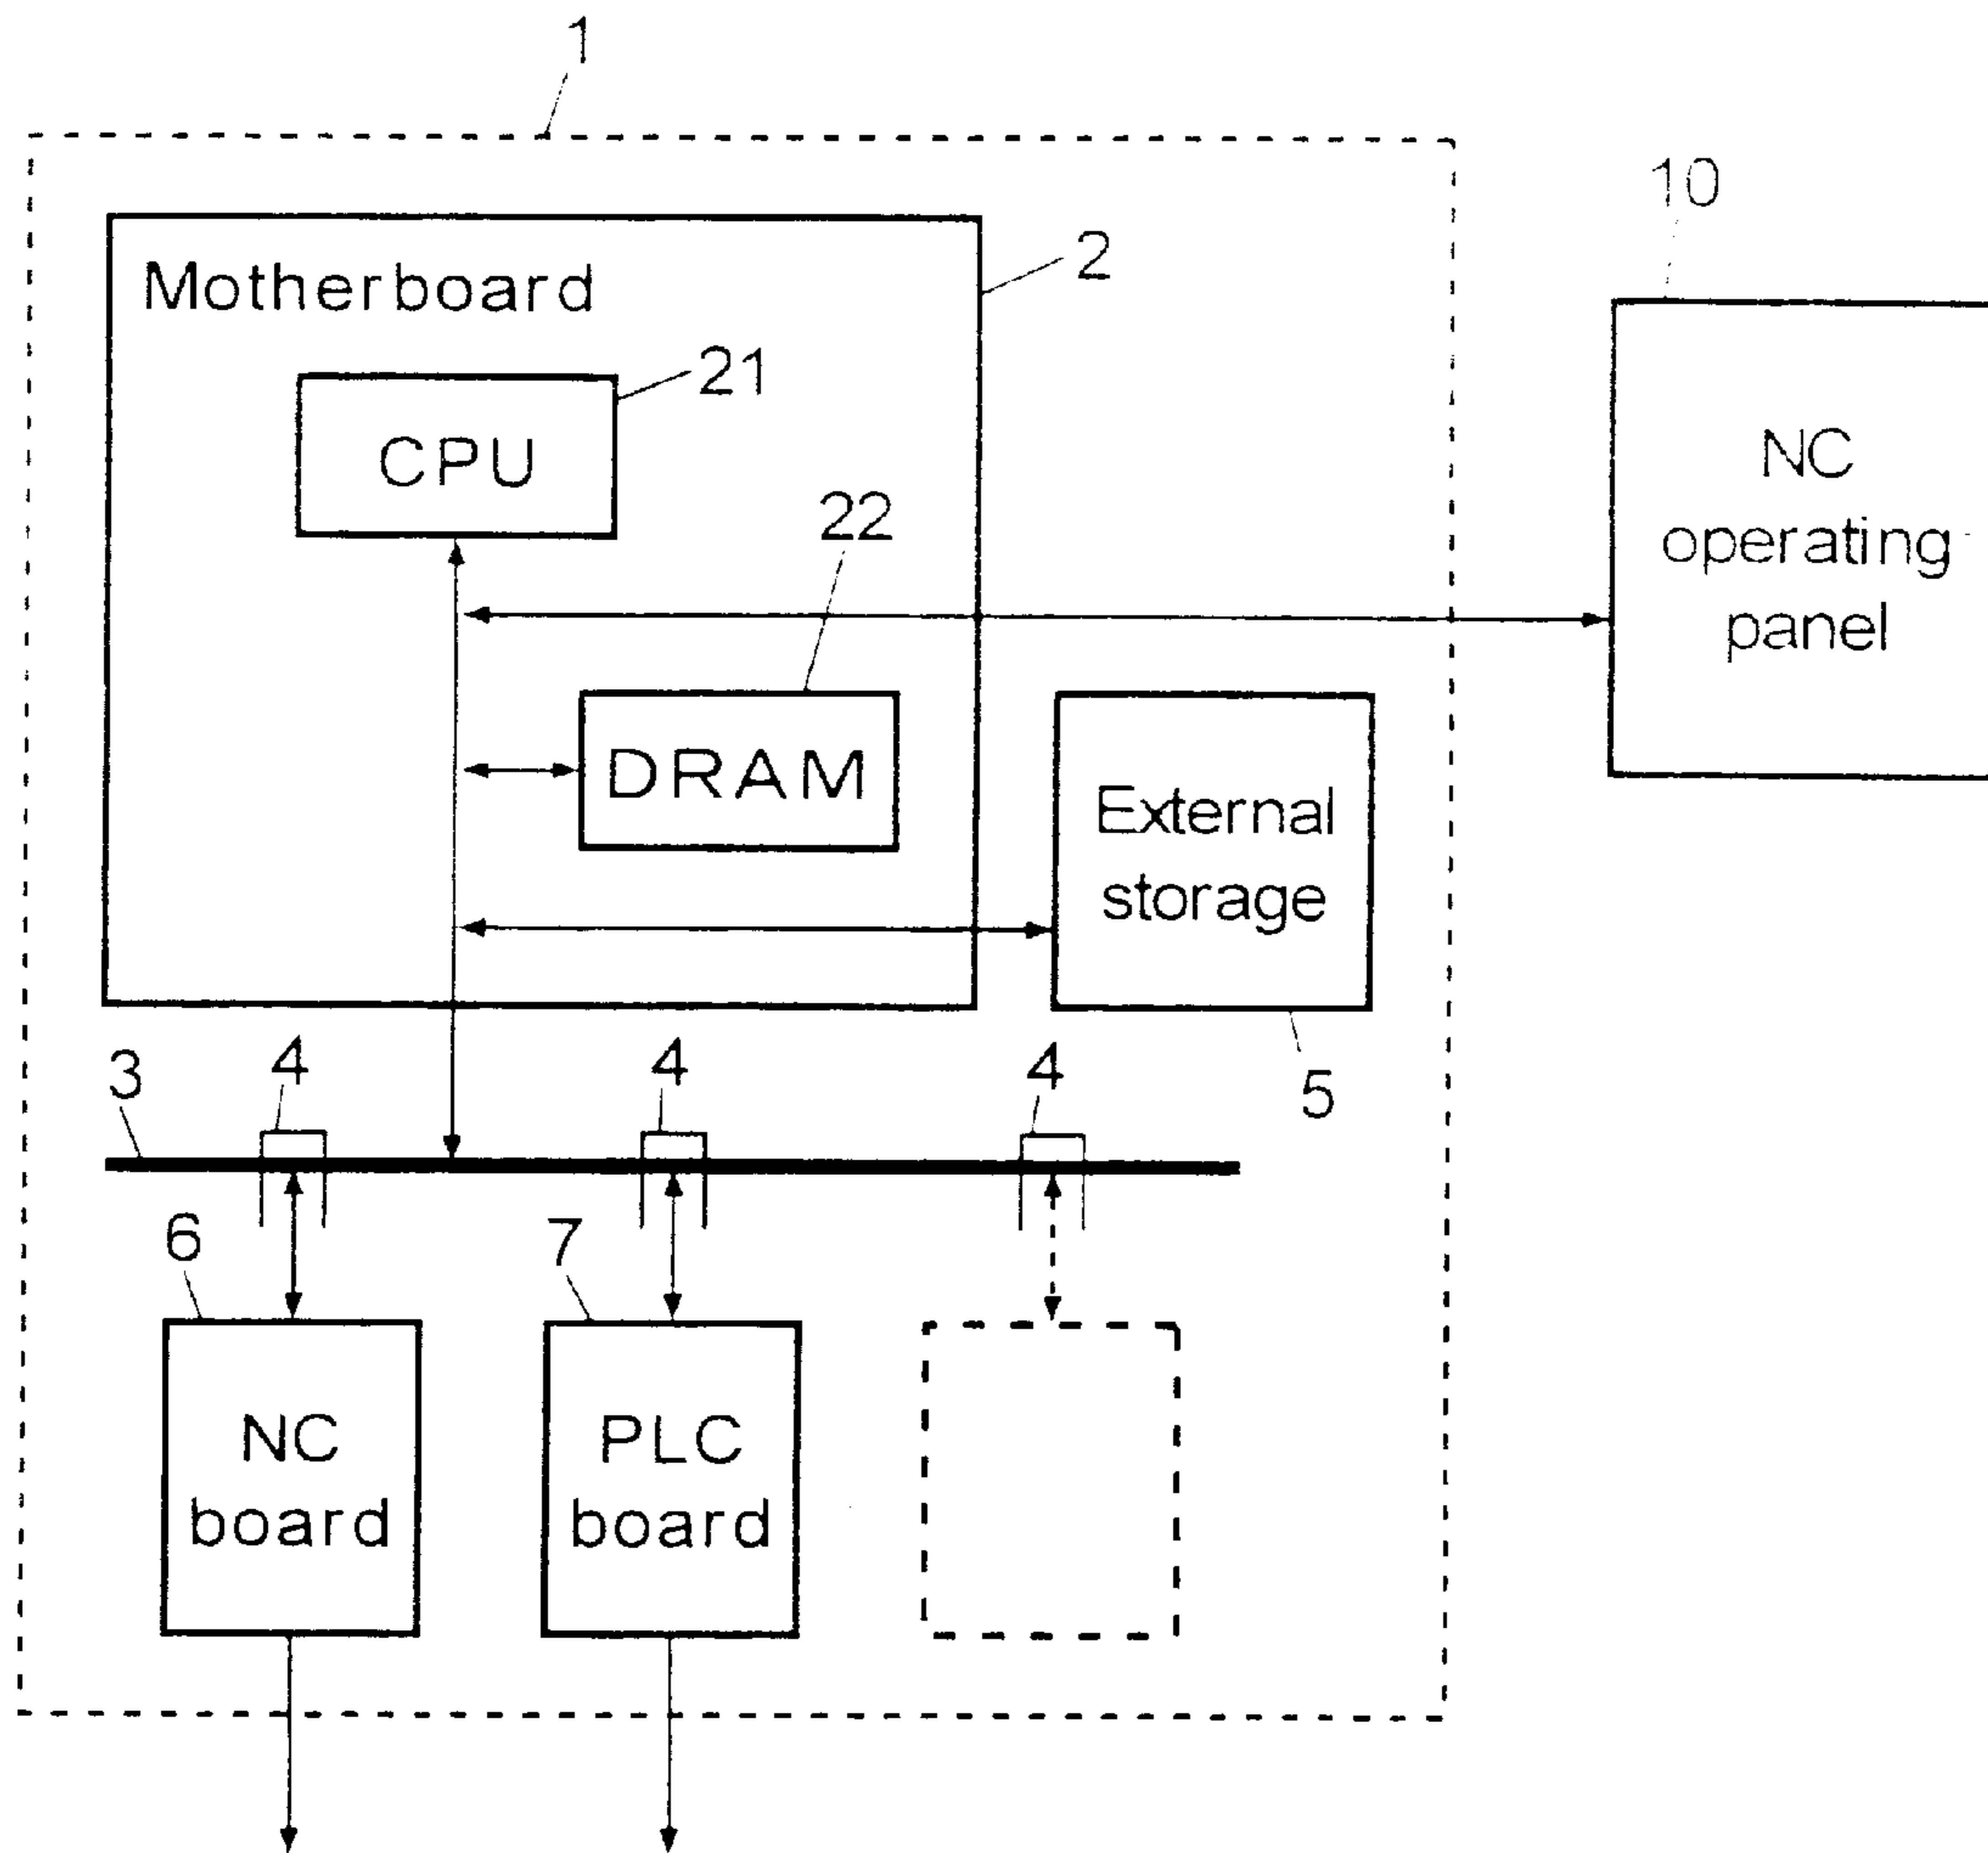 1
10
Motherboard
2
21
CPU
22
NC
operating
panel
DRAM
External
storage
3
4
4
4
5
6
7
NC
board
PLC
board